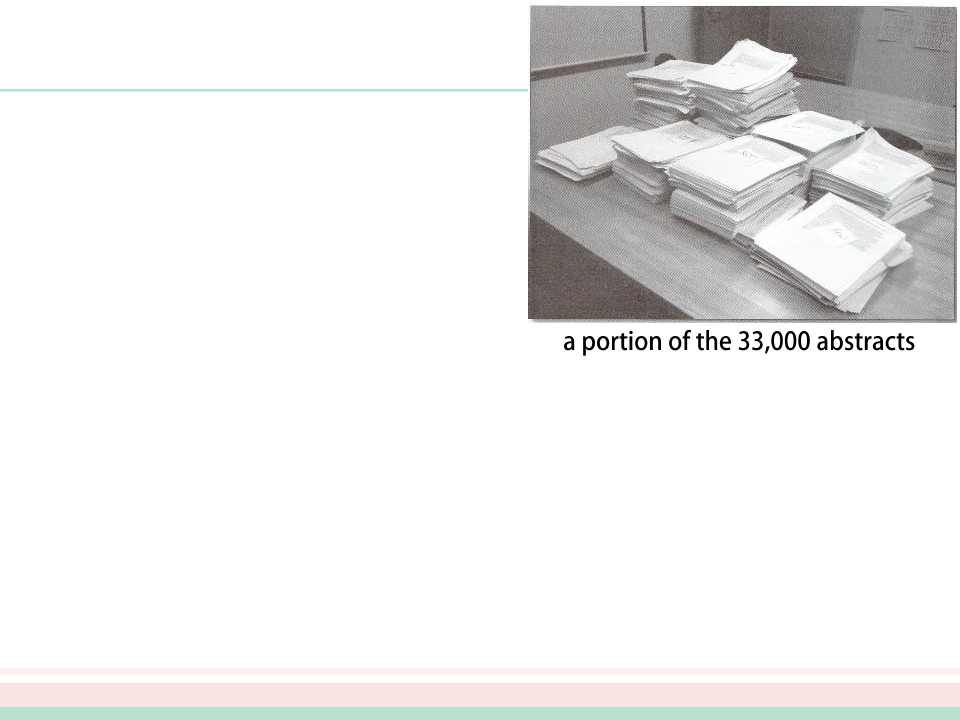 a portion of the 33,000 abstracts